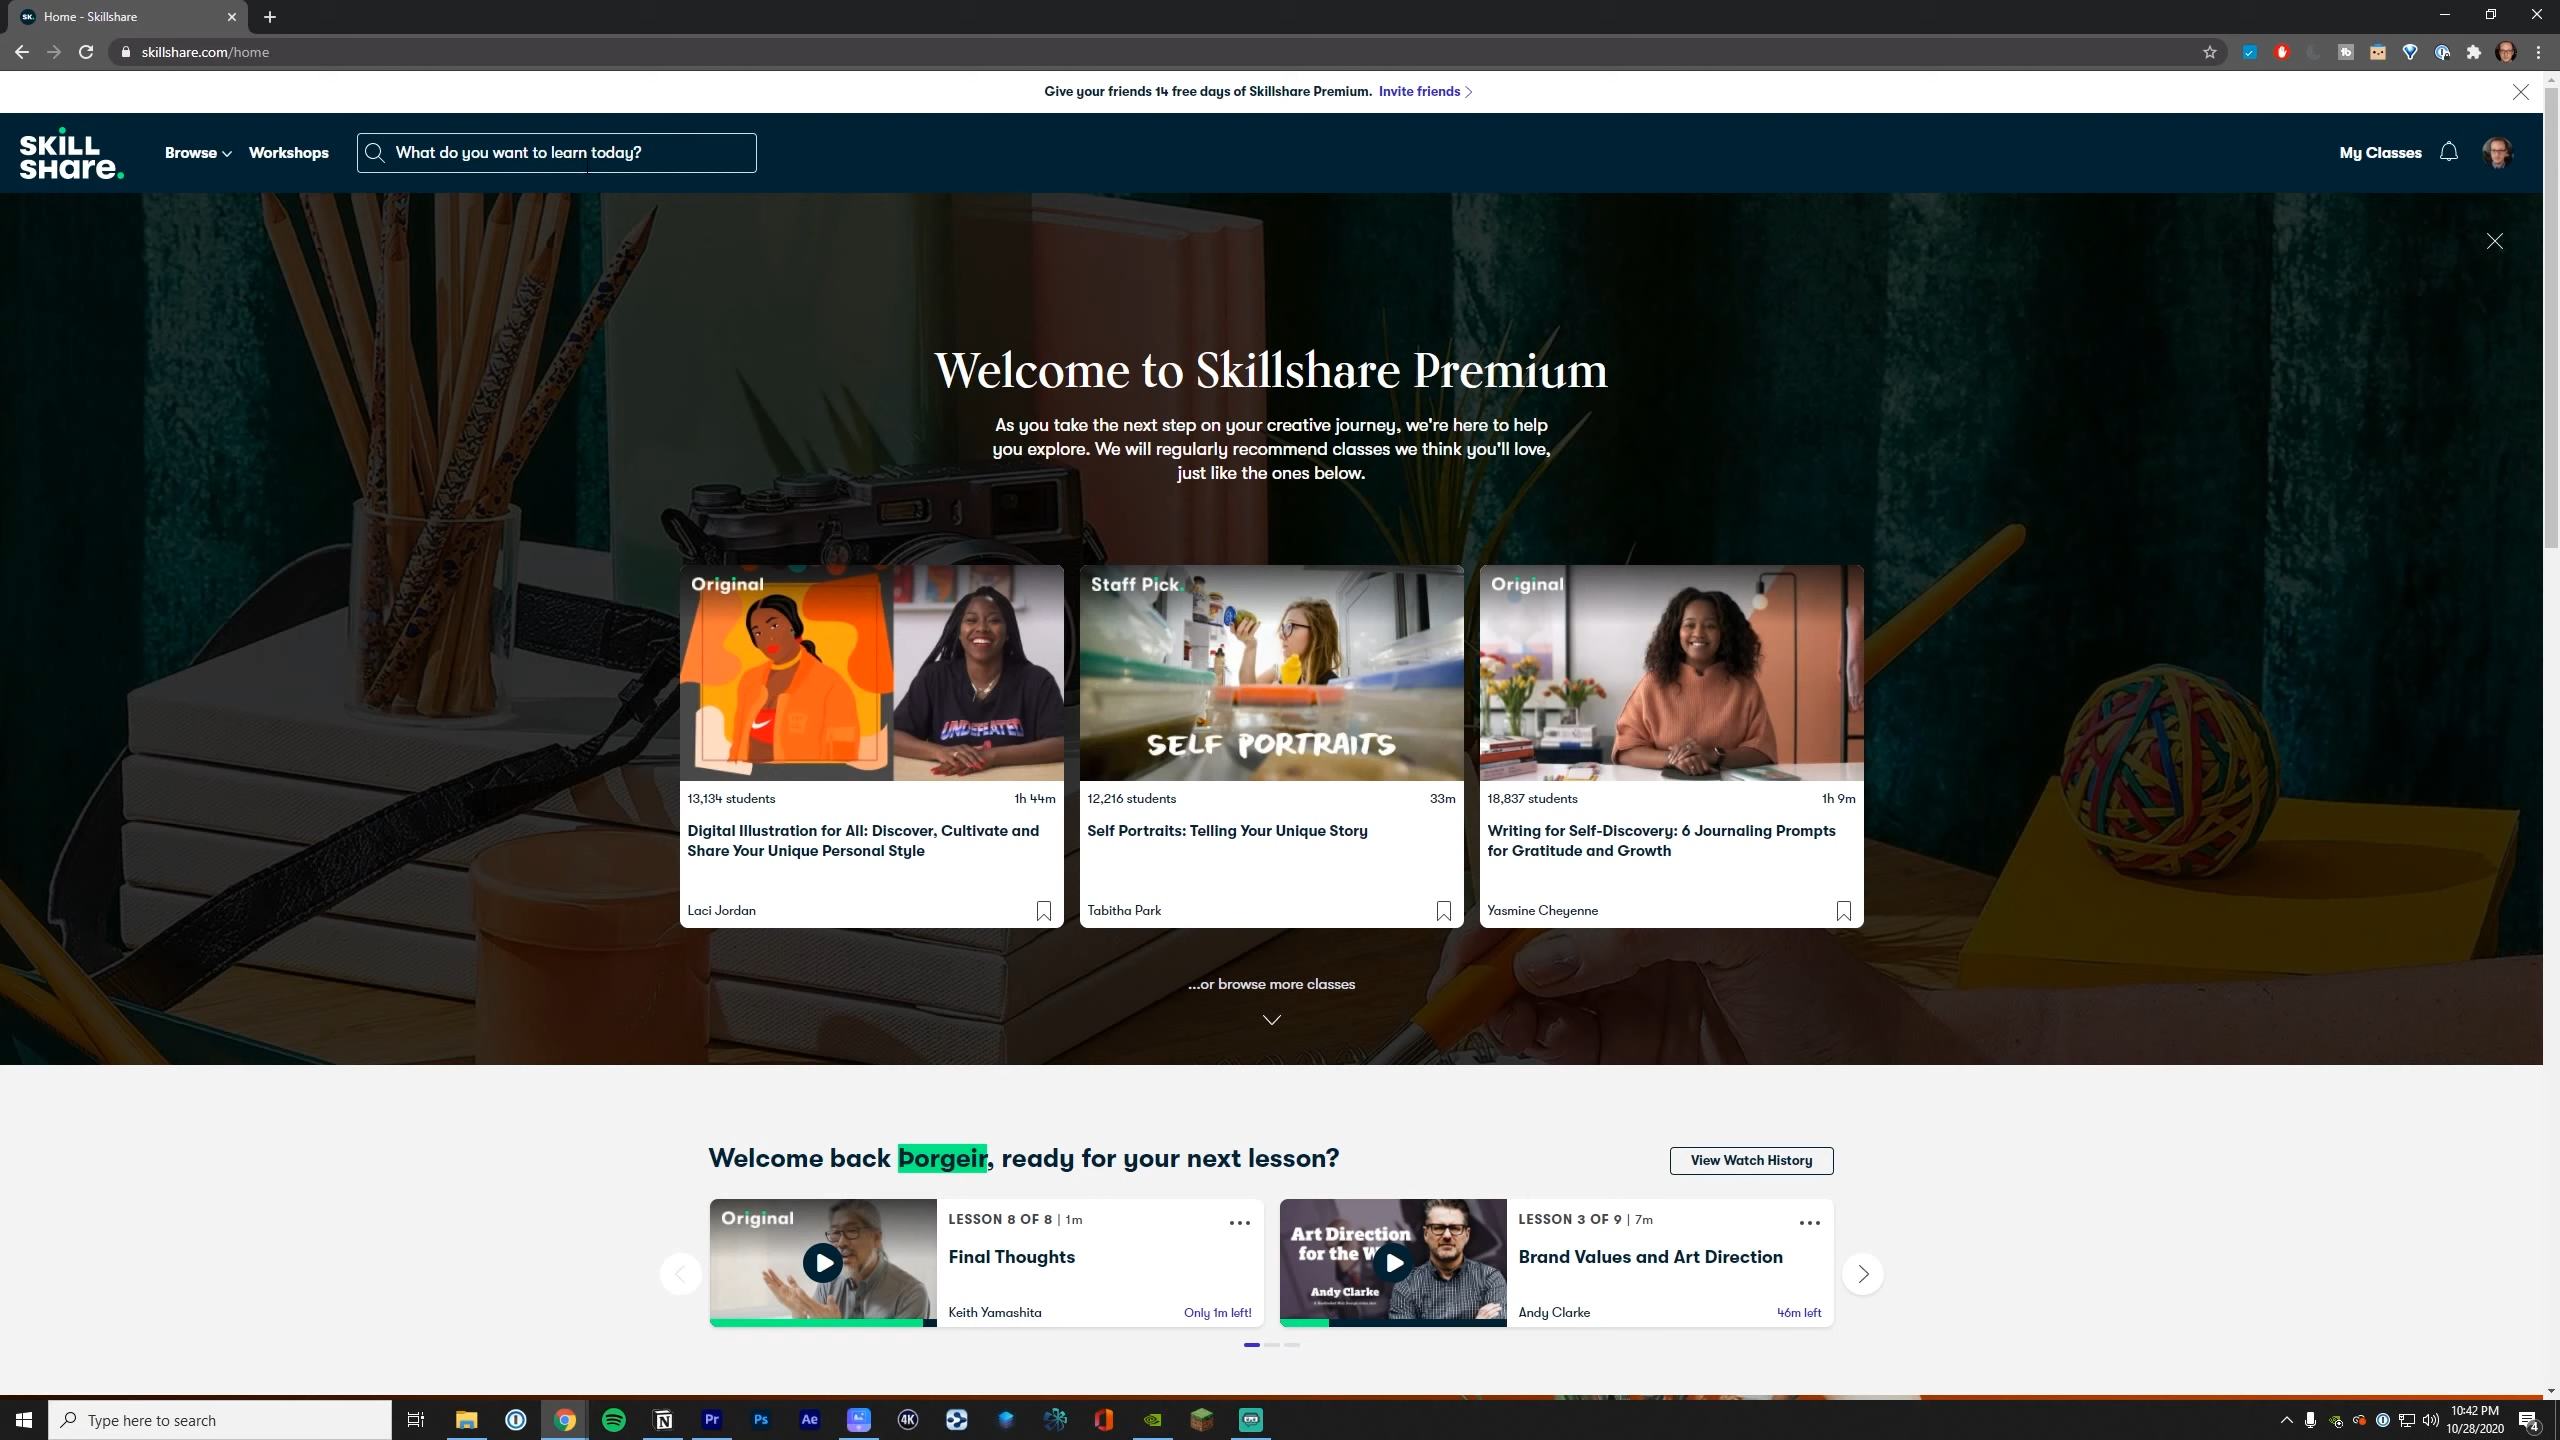 SK. Home - Skillshare
skillshare.com/home
Give your friends 14 free days of Skillshare Premium. Invite friends
SKILL
SHare.
Browse
Workshops
What do you want to learn today?
My Classes
Welcome to Skillshare Premium
As you take the next step on your creative journey, we're here to help
you explore. We will regularly recommend classes we think you'll love,
just like the ones below.
Original
UNDEFEATED
13,134 students
1h 44m
Digital Illustration for All: Discover, Cultivate and
Share Your Unique Personal Style
Laci Jordan
Staff Pick.
SELF PORTRAITS
12,216 students
33m
Self Portraits: Telling Your Unique Story
Tabitha Park
Original
18,837 students
1h 9m
Writing for Self-Discovery: 6 Journaling Prompts
for Gratitude and Growth
Yasmine Cheyenne
...or browse more classes
Welcome back Þorgeir, ready for your next lesson?
View Watch History
Original
LESSON 8 OF 8 | 1m
Final Thoughts
Keith Yamashita
Only 1m left!
Art Direction
for the W
Andy Clarke
LESSON 3 OF 9 | 7m
Brand Values and Art Direction
Andy Clarke
46m left
Type here to search
Pr
Ps
Ae
4K
10:42 PM
10/28/2020
4